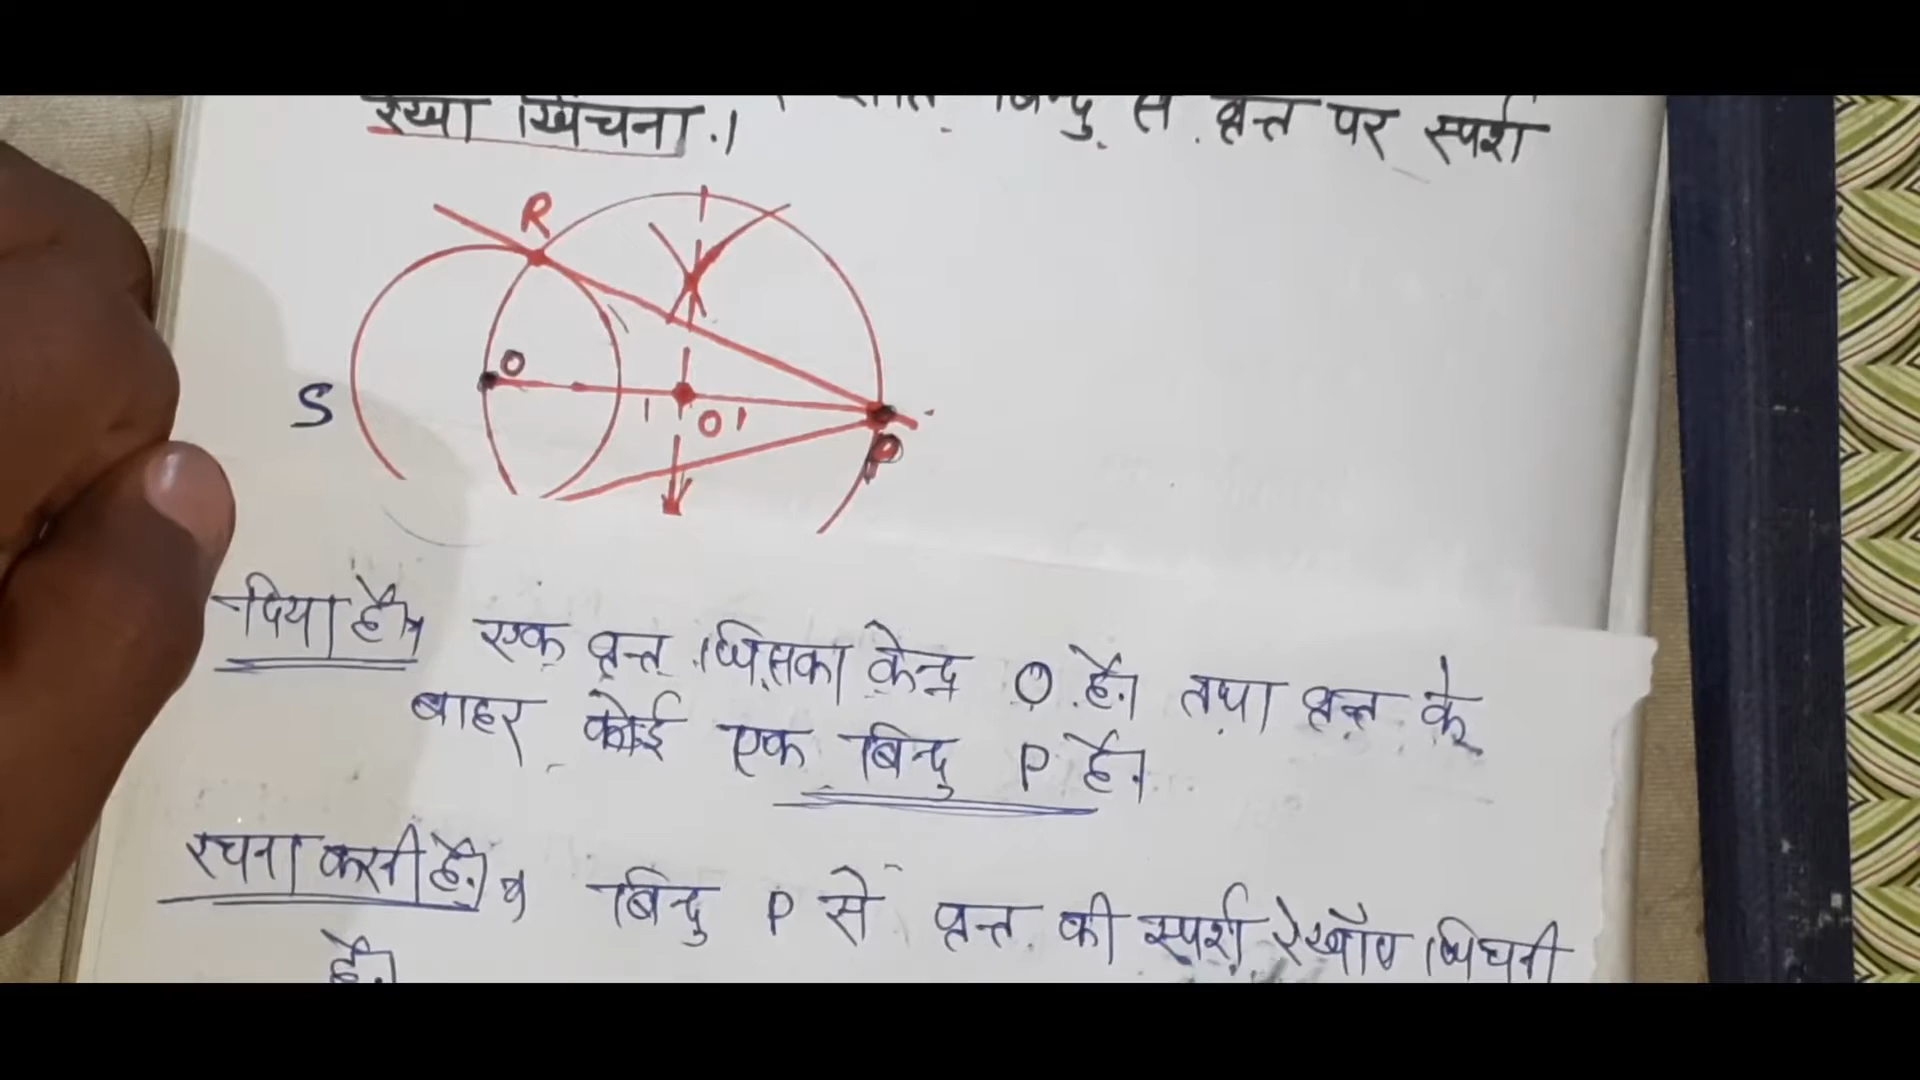 बिन्दु से वृत्त पर स्पर्श
रेखा खिंचना।
R
O
S
O'
P
दिया है। एक वृत्त जिसका केन्द्र O है। तथा वृत्त के
बाहर कोई एक बिन्दु P है।
रचना करनी है। बिन्दु P से वृत्त की स्पर्श रेखाँए खिचनी
है।